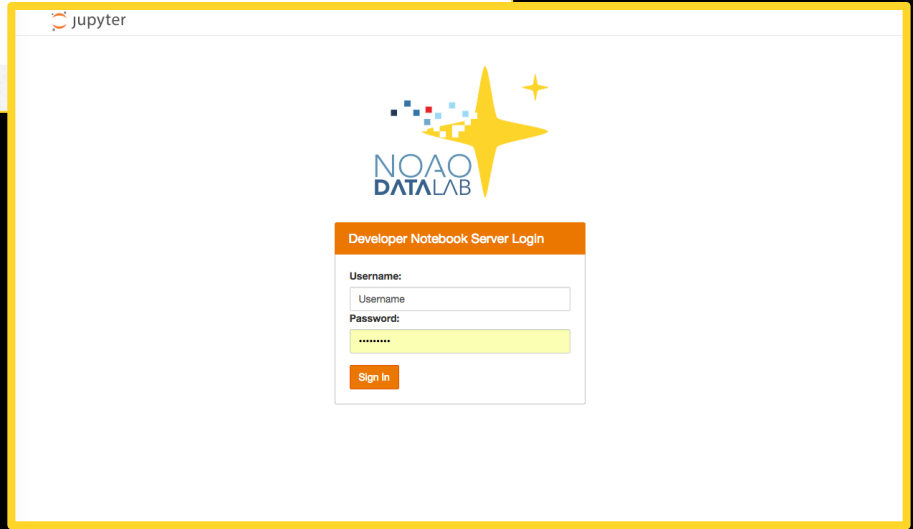 jupyter
NOAO
DATALAB
Developer Notebook Server Login
Username:
Username
Password:
•••••••••
Sign In